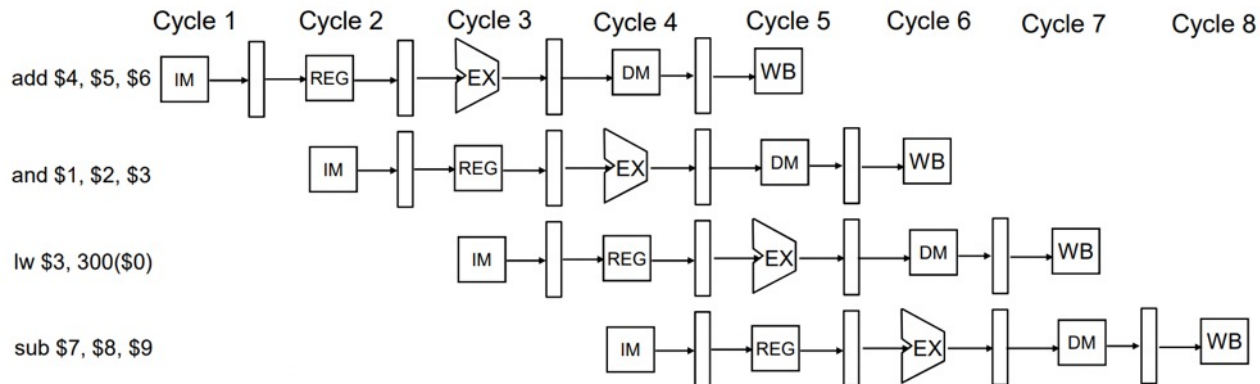 Cycle 1 Cycle 2 Cycle 3 Cycle 4 Cycle 5 Cycle 6 Cycle 7 Cycle 8
add $4, $5, $6 IM REG EX DM WB
and $1, $2, $3 IM REG EX DM WB
lw $3, 300($0) IM REG EX DM WB
sub $7, $8, $9 IM REG EX DM WB